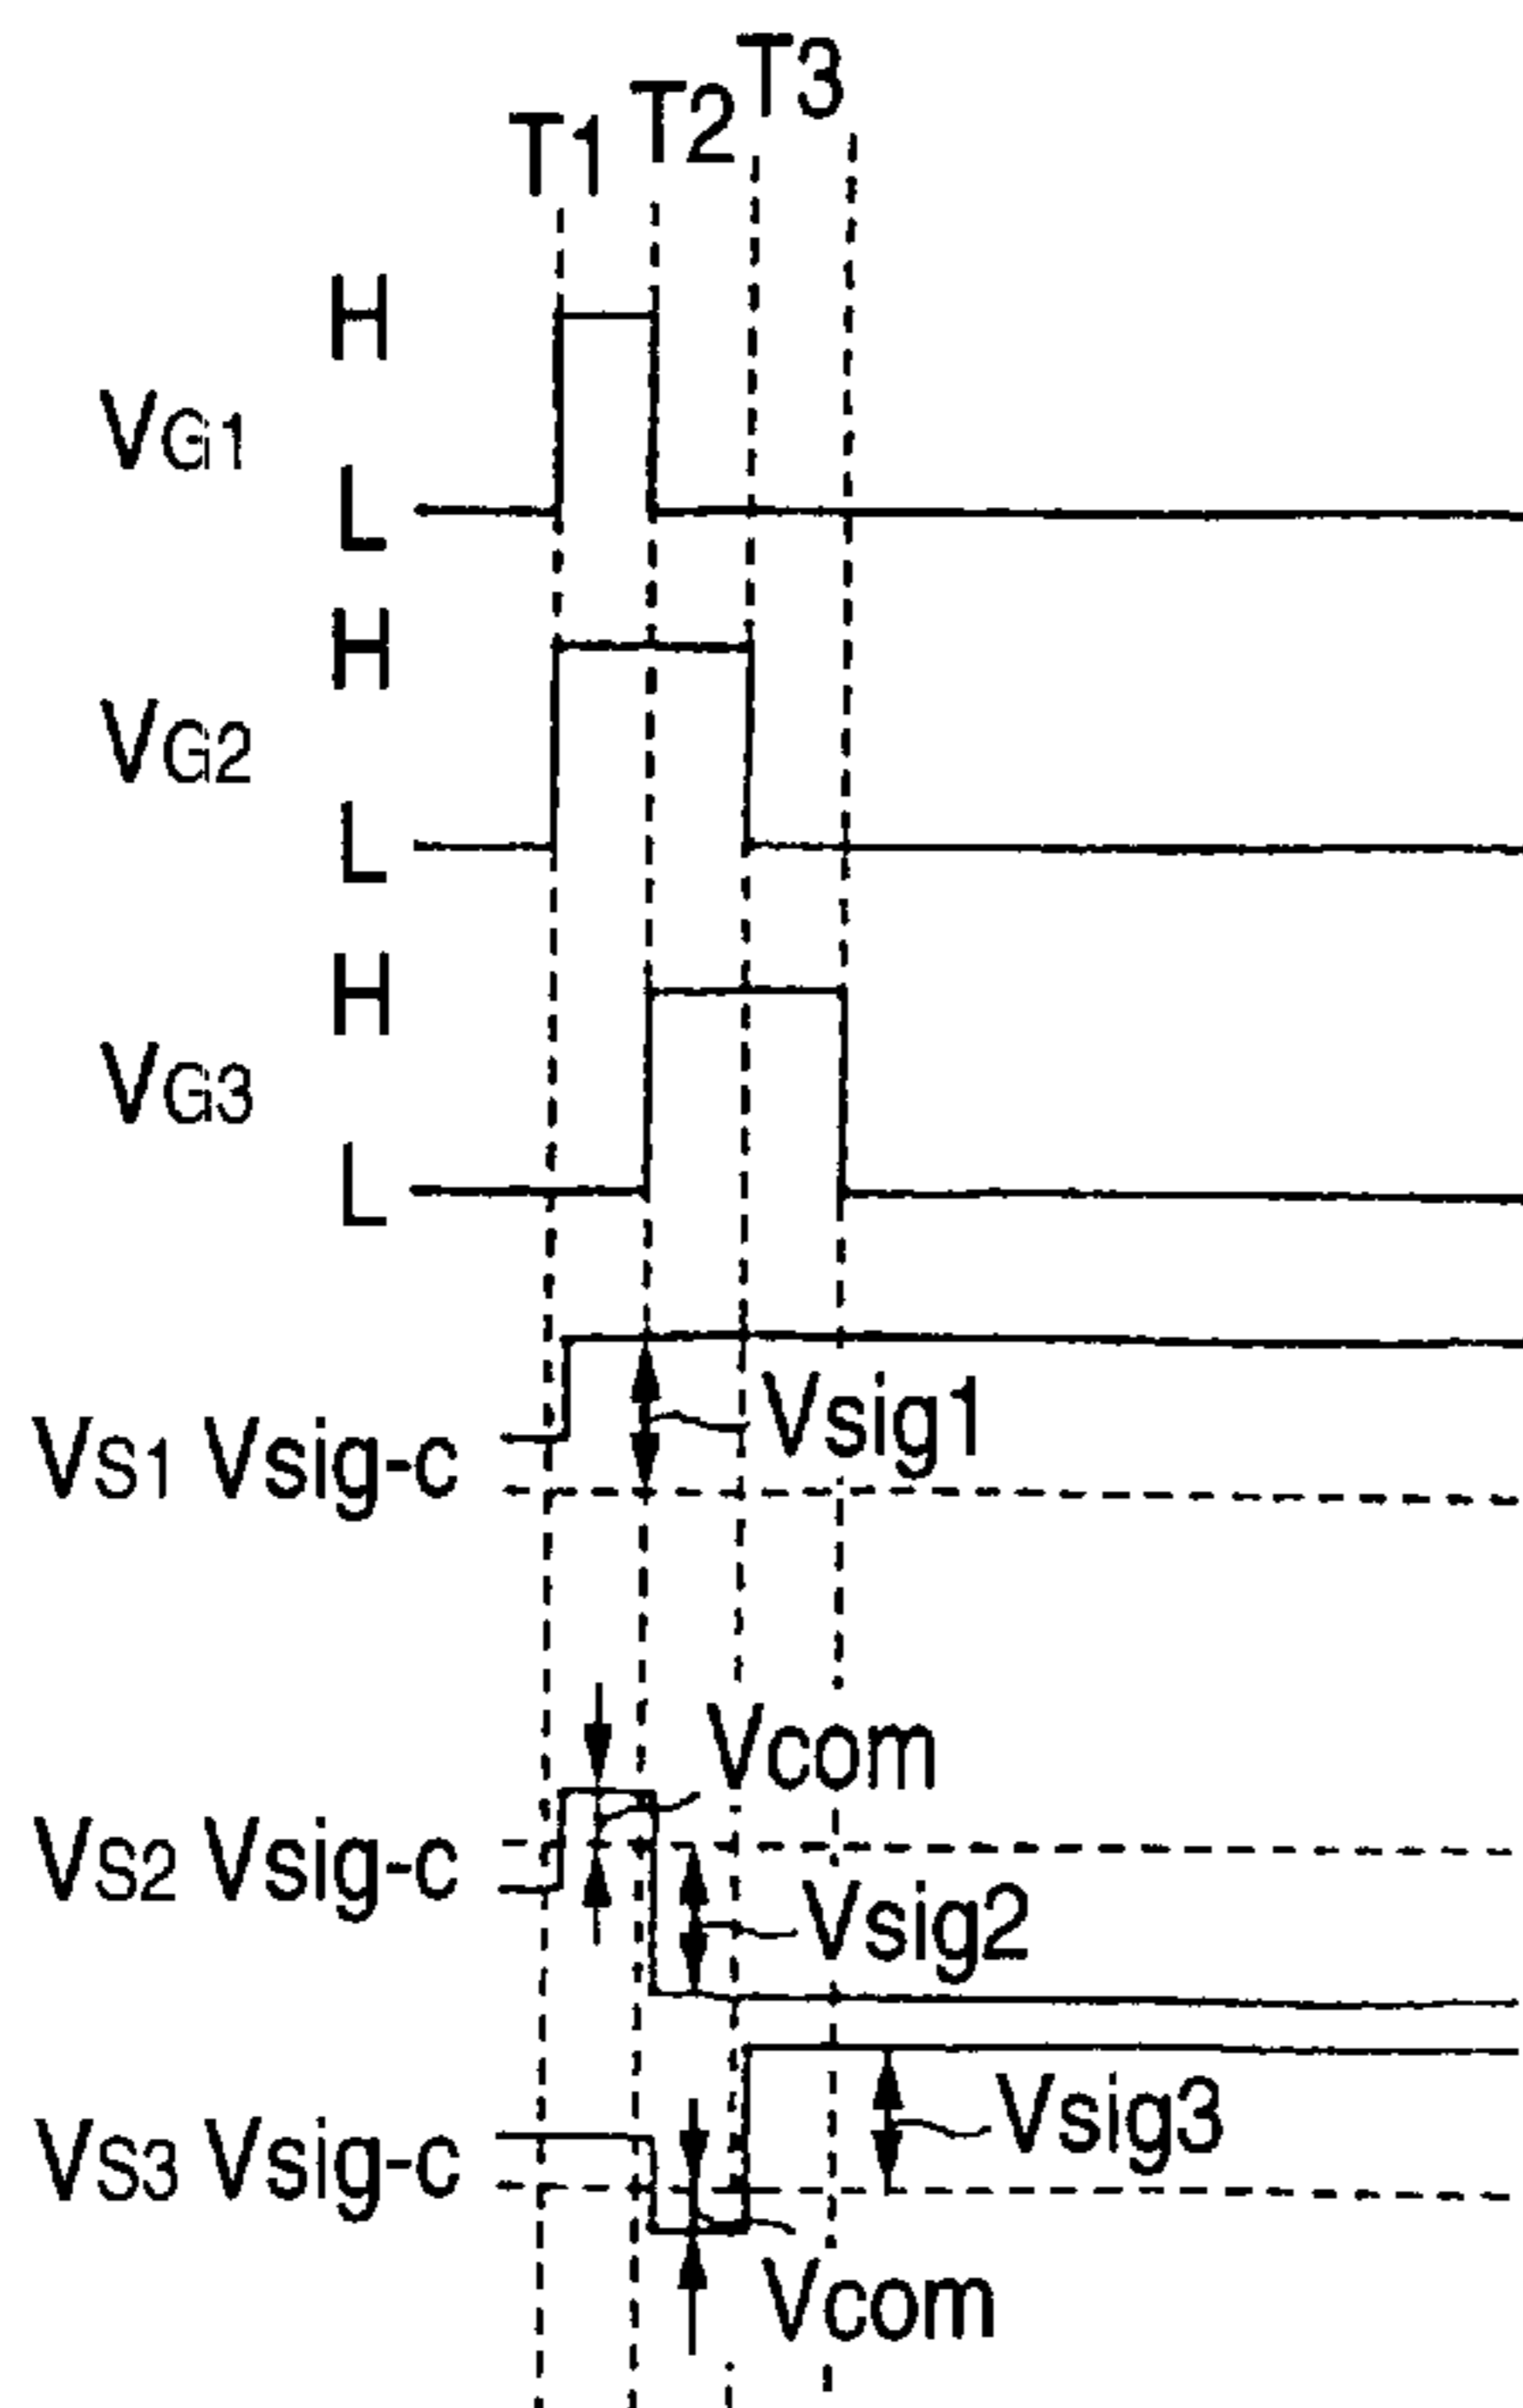 T1 T2 T3
H
VG1
L
H
VG2
L
H
VG3
L
Vsig1
VS1 Vsig-c
Vcom
VS2 Vsig-c
Vsig2
Vsig3
VS3 Vsig-c
Vcom